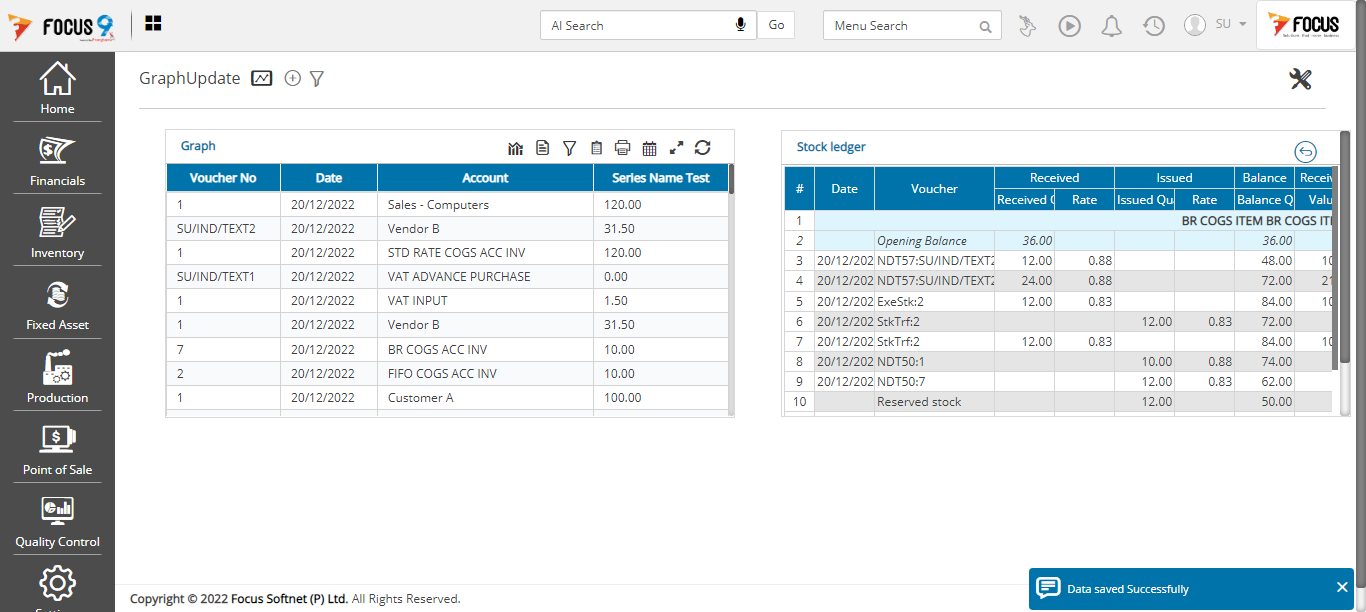 FOCUS 9
AI Search
Go
Menu Search
SU
FOCUS
Home
Financials
Inventory
Fixed Asset
Production
Point of Sale
Quality Control
GraphUpdate
Graph
Voucher No Date Account Series Name Test
1 20/12/2022 Sales - Computers 120.00
SU/IND/TEXT2 20/12/2022 Vendor B 31.50
1 20/12/2022 STD RATE COGS ACC INV 120.00
SU/IND/TEXT1 20/12/2022 VAT ADVANCE PURCHASE 0.00
1 20/12/2022 VAT INPUT 1.50
1 20/12/2022 Vendor B 31.50
7 20/12/2022 BR COGS ACC INV 10.00
2 20/12/2022 FIFO COGS ACC INV 10.00
1 20/12/2022 Customer A 100.00
Stock ledger
Received Issued Balance Receiv
# Date Voucher
Received Q Rate Issued Qu Rate Balance Q Valu
1 BR COGS ITEM BR COGS ITI
2 Opening Balance 36.00 36.00
3 20/12/202 NDT57:SU/IND/TEXT2 12.00 0.88 48.00 10
4 20/12/202 NDT57:SU/IND/TEXT2 24.00 0.88 72.00 21
5 20/12/202 ExeStk:2 12.00 0.83 84.00 10
6 20/12/202 StkTrf:2 12.00 0.83 72.00
7 20/12/202 StkTrf:2 12.00 0.83 84.00 10
8 20/12/202 NDT50:1 10.00 0.88 74.00
9 20/12/202 NDT50:7 12.00 0.83 62.00
10 Reserved stock 12.00 50.00
Copyright © 2022 Focus Softnet (P) Ltd. All Rights Reserved.
Data saved Successfully